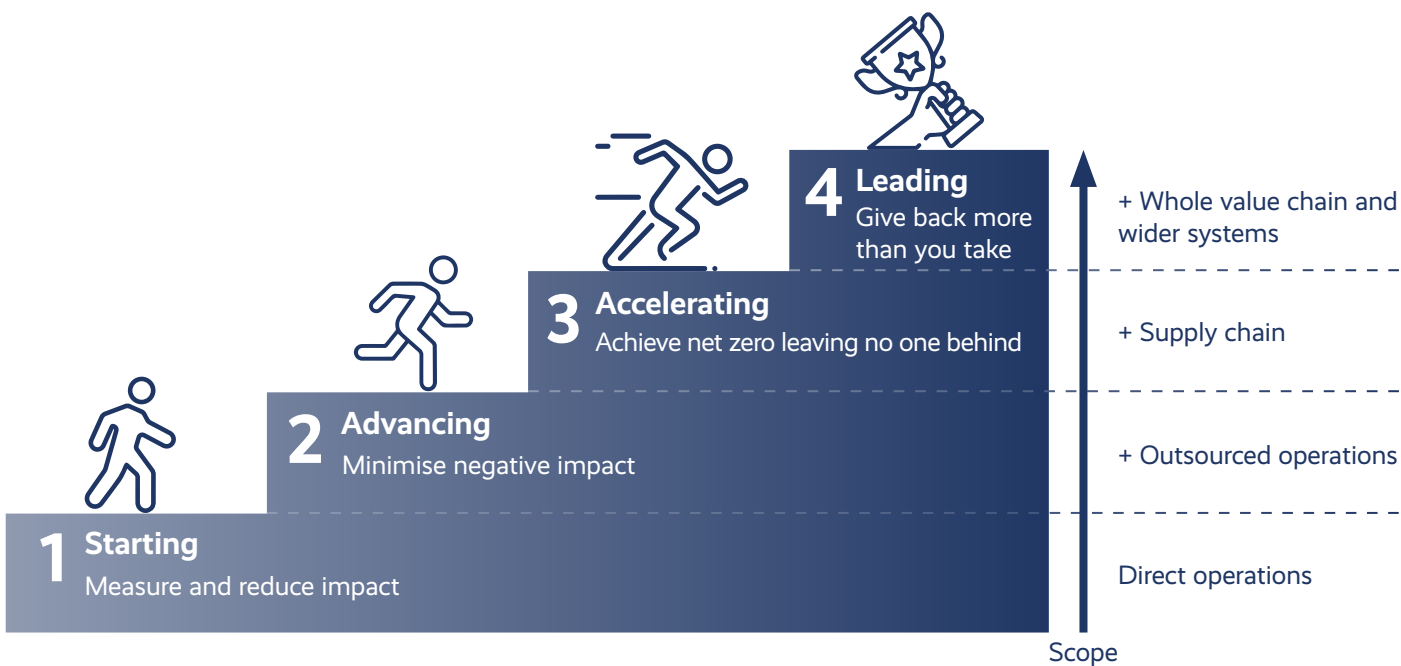 4 Leading
Give back more
than you take
+ Whole value chain and
wider systems
3 Accelerating
Achieve net zero leaving no one behind
+ Supply chain
2 Advancing
Minimise negative impact
+ Outsourced operations
1 Starting
Measure and reduce impact
Direct operations
Scope